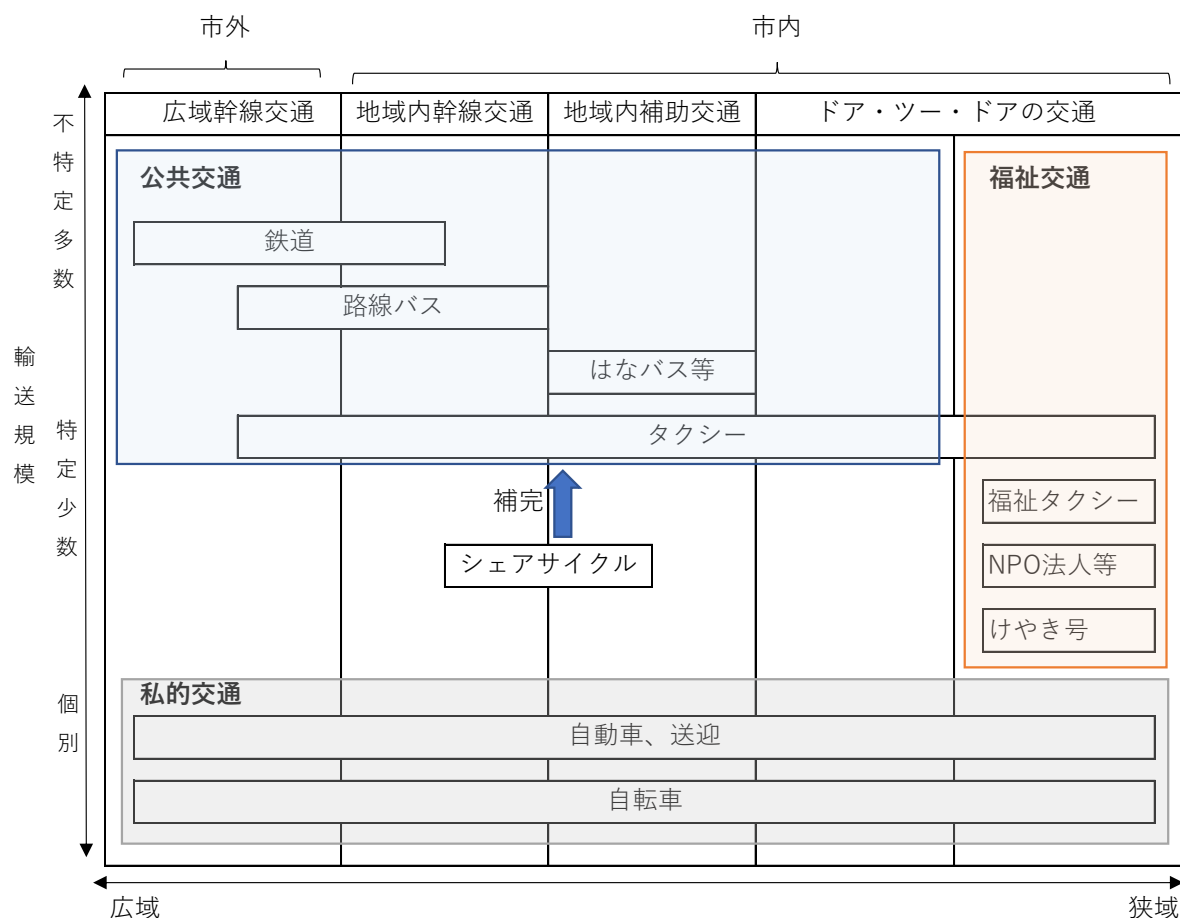 市外
市内
広域幹線交通
地域内幹線交通
地域内補助交通
ドア・ツー・ドアの交通
不特定多数
特定少数
個別
輸送規模
公共交通
福祉交通
鉄道
路線バス
はなバス等
タクシー
補完
シェアサイクル
福祉タクシー
NPO法人等
けやき号
私的交通
自動車、送迎
自転車
広域
狭域